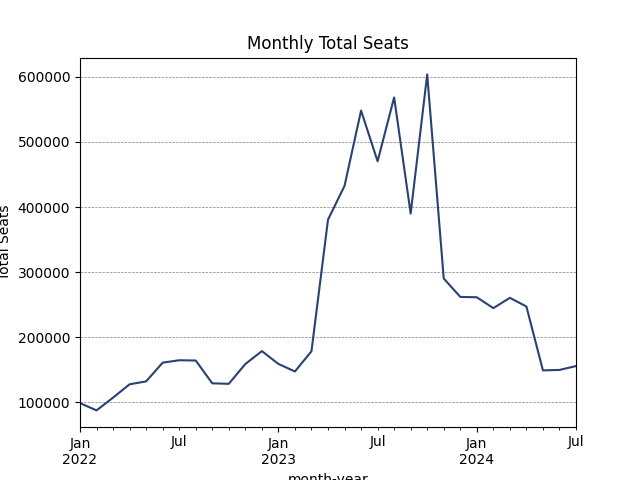 Monthly Total Seats
600000
500000
400000
300000
200000
100000
Total Seats
Jan Jul Jan Jul Jan Jul
2022 2023 2024
month-year